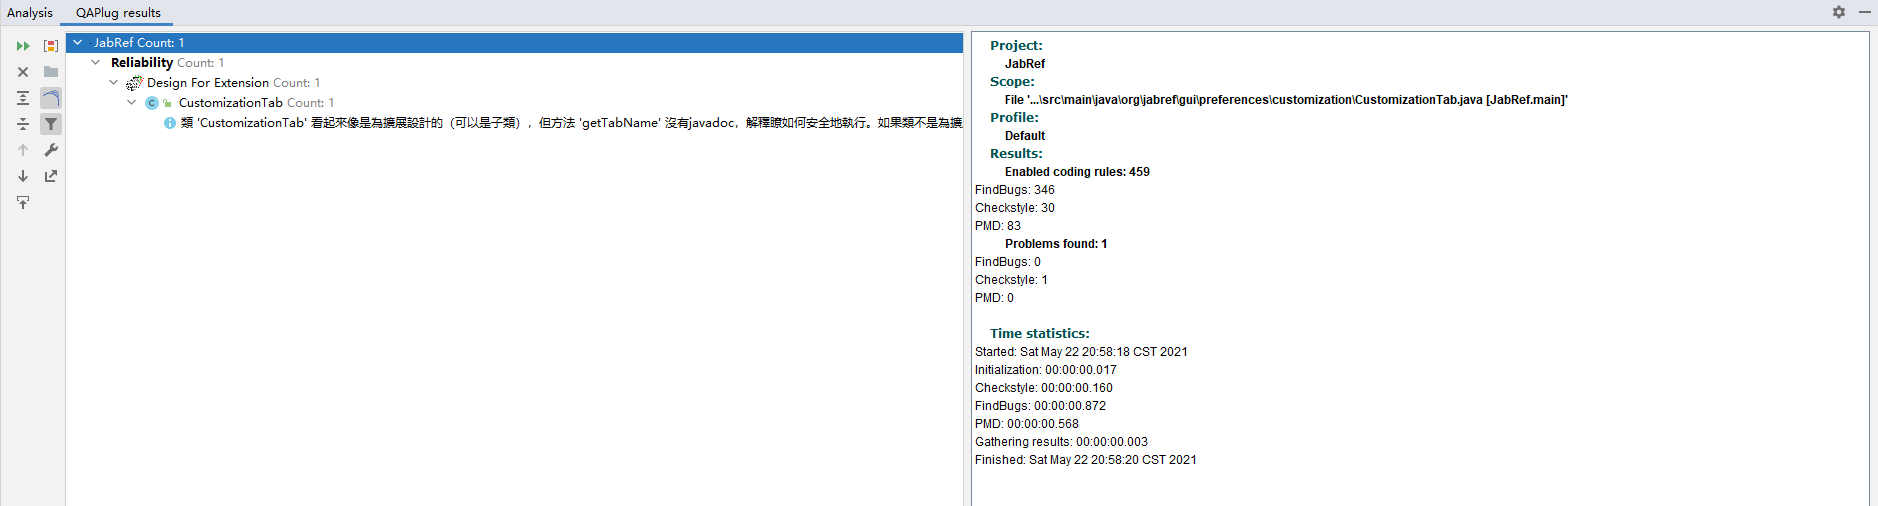 Analysis QAPlug results
JabRef Count: 1
Reliability Count: 1
Design For Extension Count: 1
CustomizationTab Count: 1
類 'CustomizationTab' 看起來像是為擴展設計的（可以是子類），但方法 'getTabName' 沒有javadoc，解釋瞭如何安全地執行。如果類不是為擴
Project:
JabRef
Scope:
File '...\src\main\java\org\jabref\gui\preferences\customization\CustomizationTab.java [JabRef.main]'
Profile:
Default
Results:
Enabled coding rules: 459
FindBugs: 346
Checkstyle: 30
PMD: 83
Problems found: 1
FindBugs: 0
Checkstyle: 1
PMD: 0
Time statistics:
Started: Sat May 22 20:58:18 CST 2021
Initialization: 00:00:00.017
Checkstyle: 00:00:00.160
FindBugs: 00:00:00.872
PMD: 00:00:00.568
Gathering results: 00:00:00.003
Finished: Sat May 22 20:58:20 CST 2021